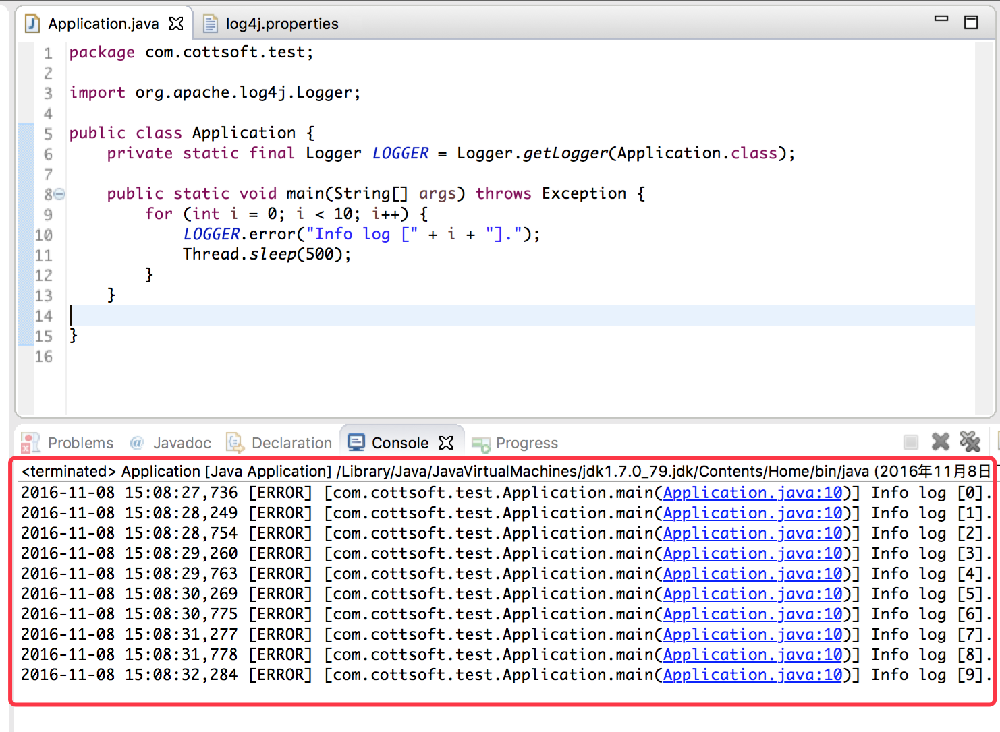 Application.java log4j.properties
1 package com.cottsoft.test;
2
3 import org.apache.log4j.Logger;
4
5 public class Application {
6     private static final Logger LOGGER = Logger.getLogger(Application.class);
7
8     public static void main(String[] args) throws Exception {
9         for (int i = 0; i < 10; i++) {
10             LOGGER.error("Info log [" + i + "].");
11             Thread.sleep(500);
12         }
13     }
14
15 }
16
Problems @ Javadoc Declaration Console Progress
<terminated> Application [Java Application] /Library/Java/JavaVirtualMachines/jdk1.7.0_79.jdk/Contents/Home/bin/java (2016年11月8日
2016-11-08 15:08:27,736 [ERROR] [com.cottsoft.test.Application.main(Application.java:10)] Info log [0].
2016-11-08 15:08:28,249 [ERROR] [com.cottsoft.test.Application.main(Application.java:10)] Info log [1].
2016-11-08 15:08:28,754 [ERROR] [com.cottsoft.test.Application.main(Application.java:10)] Info log [2].
2016-11-08 15:08:29,260 [ERROR] [com.cottsoft.test.Application.main(Application.java:10)] Info log [3].
2016-11-08 15:08:29,763 [ERROR] [com.cottsoft.test.Application.main(Application.java:10)] Info log [4].
2016-11-08 15:08:30,269 [ERROR] [com.cottsoft.test.Application.main(Application.java:10)] Info log [5].
2016-11-08 15:08:30,775 [ERROR] [com.cottsoft.test.Application.main(Application.java:10)] Info log [6].
2016-11-08 15:08:31,277 [ERROR] [com.cottsoft.test.Application.main(Application.java:10)] Info log [7].
2016-11-08 15:08:31,778 [ERROR] [com.cottsoft.test.Application.main(Application.java:10)] Info log [8].
2016-11-08 15:08:32,284 [ERROR] [com.cottsoft.test.Application.main(Application.java:10)] Info log [9].